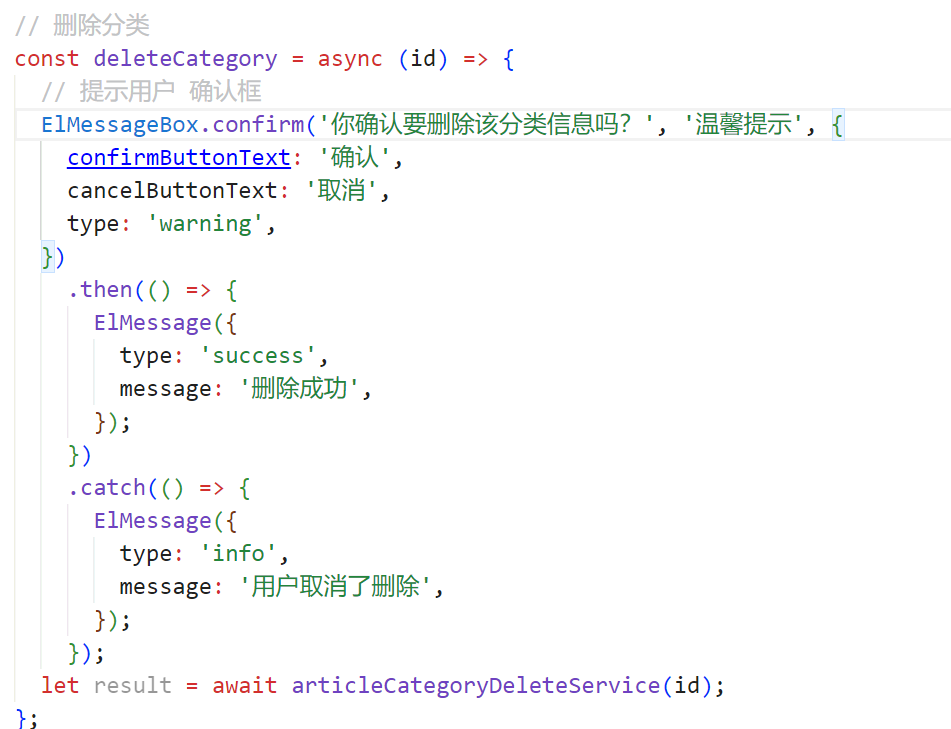 // 删除分类
const deleteCategory = async (id) => {
  // 提示用户 确认框
  ElMessageBox.confirm('你确认要删除该分类信息吗？', '温馨提示', {
    confirmButtonText: '确认',
    cancelButtonText: '取消',
    type: 'warning',
  })
    .then(() => {
      ElMessage({
        type: 'success',
        message: '删除成功',
      });
    })
    .catch(() => {
      ElMessage({
        type: 'info',
        message: '用户取消了删除',
      });
    });
  let result = await articleCategoryDeleteService(id);
};